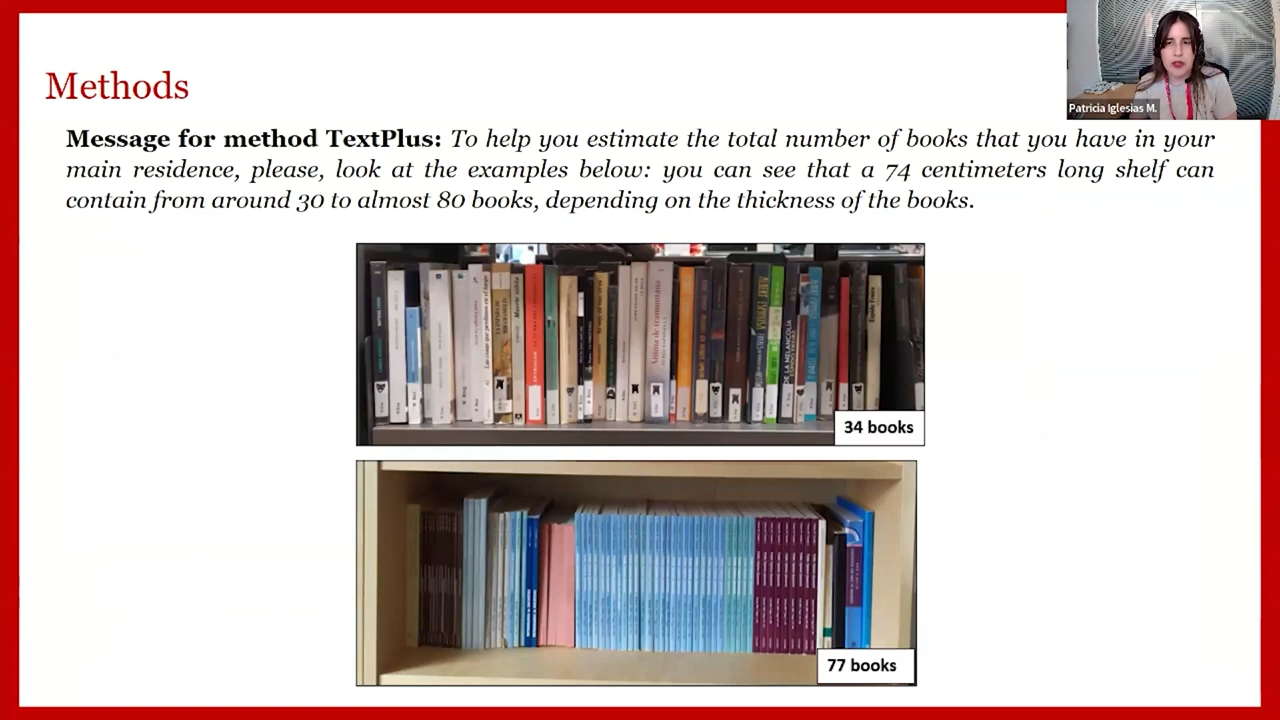 Methods
Patricia Iglesias M.
Message for method TextPlus: To help you estimate the total number of books that you have in your
main residence, please, look at the examples below: you can see that a 74 centimeters long shelf can
contain from around 30 to almost 80 books, depending on the thickness of the books.
34 books
77 books